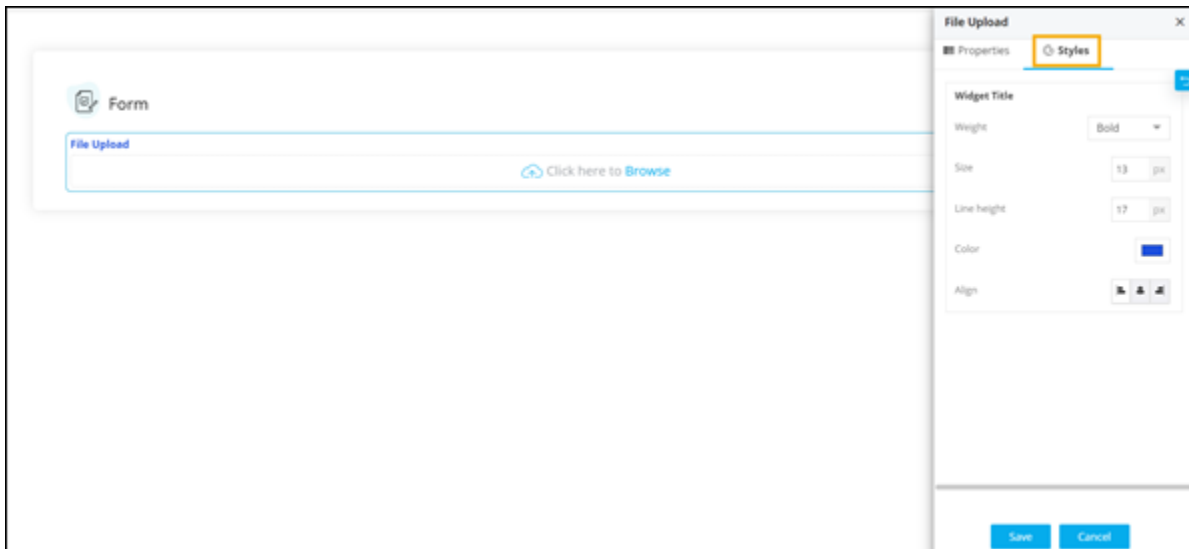 File Upload
Properties Styles
Form
File Upload
Click here to Browse
Widget Title
Weight Bold
Size 13 px
Line height 17 px
Color
Align
Save Cancel